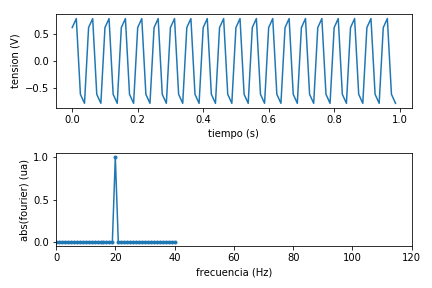 tension (V)
0.5
0.0
−0.5
0.0 0.2 0.4 0.6 0.8 1.0
tiempo (s)
abs(fourier) (ua)
1.0
0.5
0.0
0 20 40 60 80 100 120
frecuencia (Hz)